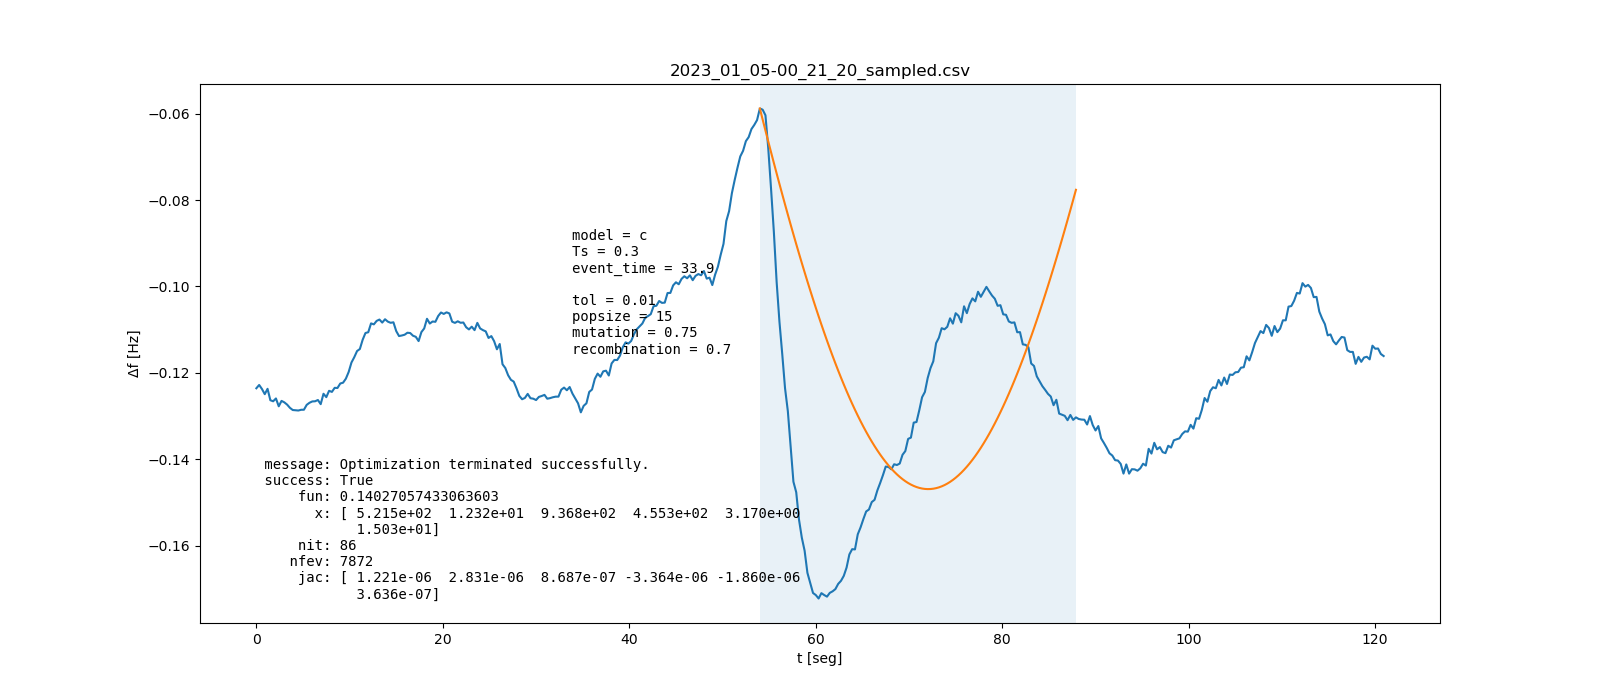 2023_01_05-00_21_20_sampled.csv
−0.06
−0.08
−0.10
−0.12
−0.14
−0.16
Δf [Hz]
model = c
Ts = 0.3
event_time = 33.9
tol = 0.01
popsize = 15
mutation = 0.75
recombination = 0.7
message: Optimization terminated successfully.
success: True
fun: 0.14027057433063603
x: [ 5.215e+02 1.232e+01 9.368e+02 4.553e+02 3.170e+00
1.503e+01]
nit: 86
nfev: 7872
jac: [ 1.221e-06 2.831e-06 8.687e-07 -3.364e-06 -1.860e-06
3.636e-07]
0 20 40 60 80 100 120
t [seg]